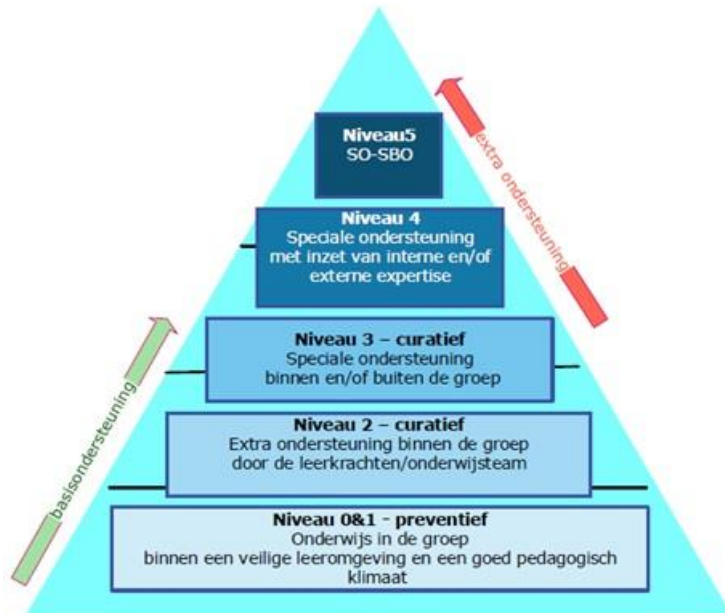 Niveau5
SO-SBO
Niveau 4
Speciale ondersteuning
met inzet van interne en/of
externe expertise
Niveau 3 – curatief
Speciale ondersteuning
binnen en/of buiten de groep
Niveau 2 – curatief
Extra ondersteuning binnen de groep
door de leerkrachten/onderwijsteam
Niveau 0&1 - preventief
Onderwijs in de groep
binnen een veilige leeromgeving en een goed pedagogisch
klimaat
basisondersteuning
extra ondersteuning